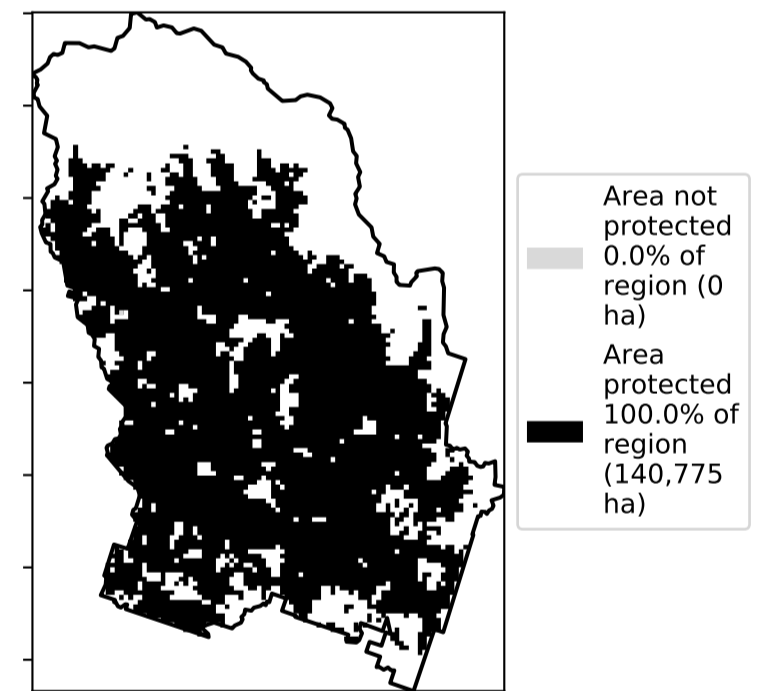 Area not
protected
0.0% of
region (0
ha)
Area
protected
100.0% of
region
(140,775
ha)